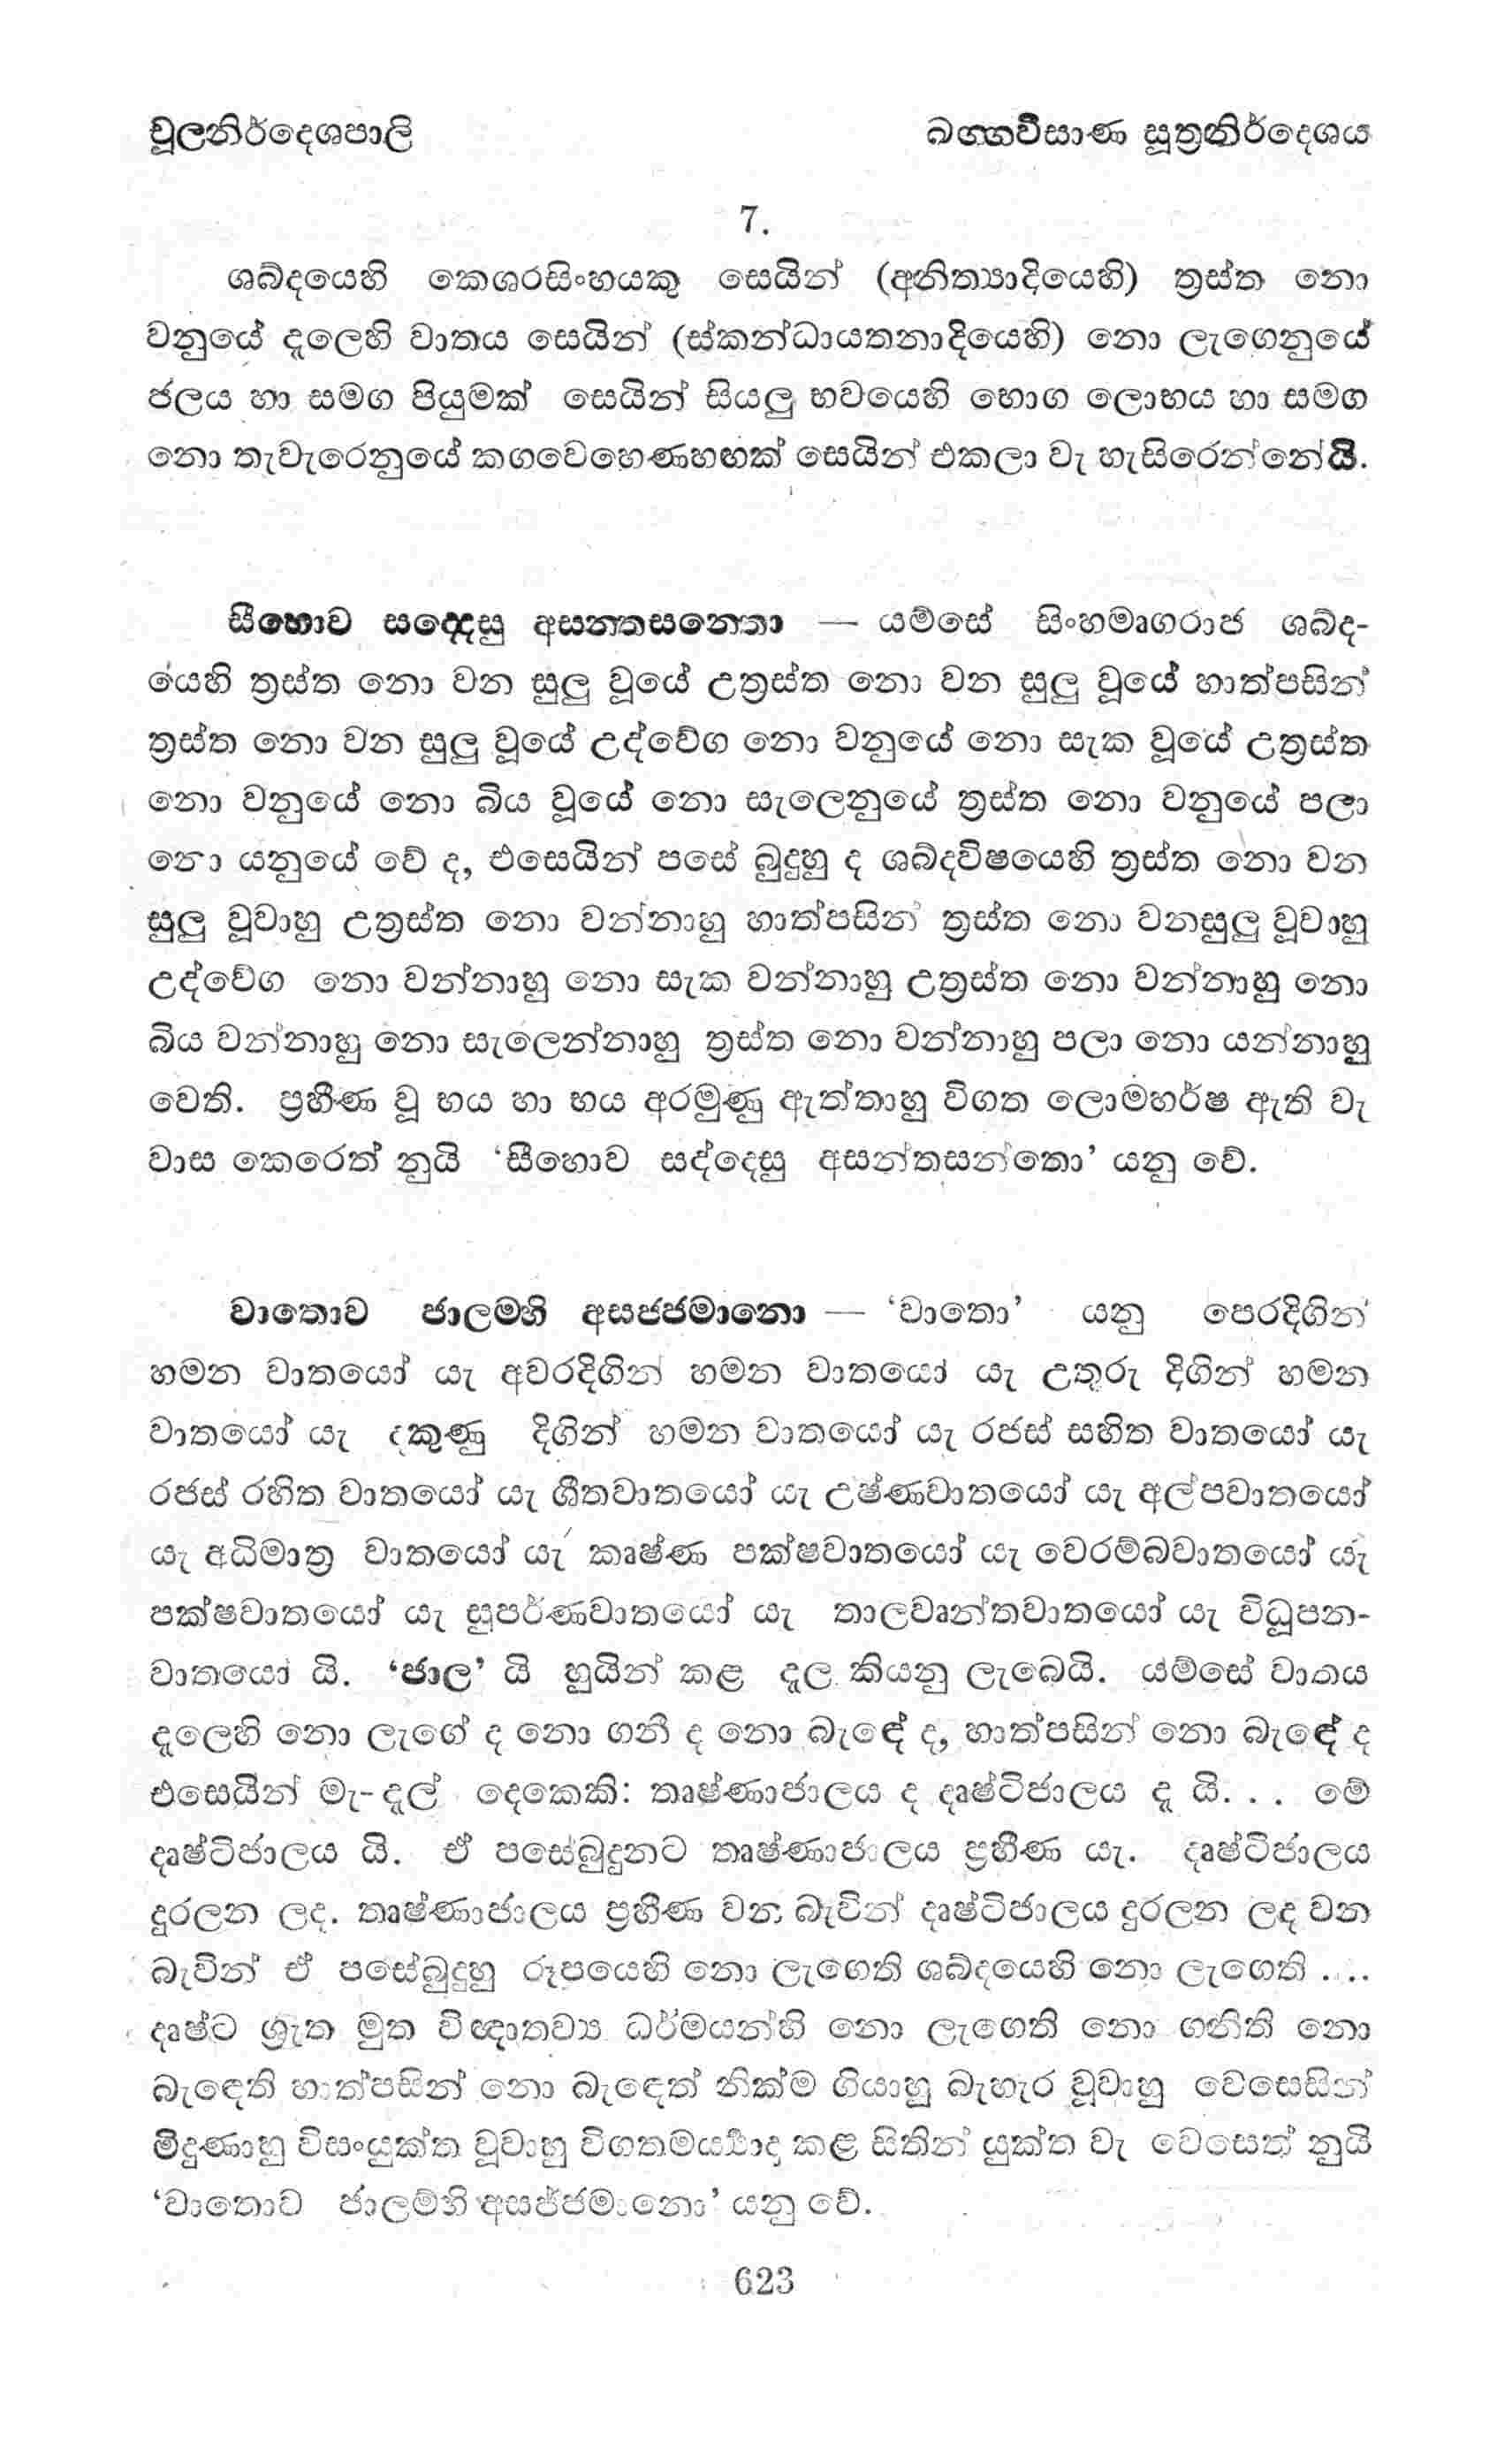 චූලනිර්දෙශපාලි ඛග්ගවිසාණ සූත්‍රනිර්දෙශය
7.
ශබ්දයෙහි කෙශරසිංහයකු සෙයින් (අනිත්‍යාදියෙහි) ත්‍රස්ත නො
වනුයේ දැලෙහි වාතය සෙයින් (ස්කන්ධායතනාදියෙහි) නො ලැගෙනුයේ
ජලය හා සමග පියුමක් සෙයින් සියලු භවයෙහි භොග ලොභය හා සමග
නො තැවැරෙනුයේ කගවෙහෙණහඟක් සෙයින් එකලා වැ හැසිරෙන්නේයි.
සීහොව සද්දෙසු අසන්තසන්තො — යම්සේ සිංහමෘගරාජ ශබ්ද-
යෙහි ත්‍රස්ත නො වන සුලු වූයේ උත්‍රස්ත නො වන සුලු වූයේ හාත්පසින්
ත්‍රස්ත නො වන සුලු වූයේ උද්වේග නො වනුයේ නො සැක වූයේ උත්‍රස්ත
නො වනුයේ නො බිය වූයේ නො සැලෙනුයේ ත්‍රස්ත නො වනුයේ පලා
නො යනුයේ වේ ද, එසෙයින් පසේ බුදුහු ද ශබ්දවිෂයෙහි ත්‍රස්ත නො වන
සුලු වූවාහු උත්‍රස්ත නො වන්නාහු හාත්පසින් ත්‍රස්ත නො වනසුලු වූවාහු
උද්වේග නො වන්නාහු නො සැක වන්නාහු උත්‍රස්ත නො වන්නාහු නො
බිය වන්නාහු නො සැලෙන්නාහු ත්‍රස්ත නො වන්නාහු පලා නො යන්නාහු
වෙති. ප්‍රහීණ වූ භය හා භය අරමුණු ඇත්තාහු විගත ලොමහර්ෂ ඇති වැ
වාස කෙරෙත් නුයි ‘සීහොව සද්දෙසු අසන්තසන්තො’ යනු වේ.
වාතොව ජාලම්හි අසජ්ජමානො — ‘වාතො’ යනු පෙරදිගින්
හමන වාතයෝ යැ අවරදිගින් හමන වාතයෝ යැ උතුරු දිගින් හමන
වාතයෝ යැ දකුණු දිගින් හමන වාතයෝ යැ රජස් සහිත වාතයෝ යැ
රජස් රහිත වාතයෝ යැ ශීතවාතයෝ යැ උෂ්ණවාතයෝ යැ අල්පවාතයෝ
යැ අධිමාත්‍ර වාතයෝ යැ කෘෂ්ණ පක්ෂවාතයෝ යැ වෙරම්බවාතයෝ යැ
පක්ෂවාතයෝ යැ සුපර්ණවාතයෝ යැ තාලවෘන්තවාතයෝ යැ විධූපන-
වාතයෝ යි. ‘ජාල’ යි හුයින් කළ දැල කියනු ලැබෙයි. යම්සේ වාතය
දැලෙහි නො ලැගේ ද නො ගනී ද නො බැඳේ ද, හාත්පසින් නො බැඳේ ද
එසෙයින් මැ- දැල් දෙකෙකි: තෘෂ්ණාජාලය ද දෘෂ්ටිජාලය ද යි. . . මේ
දෘෂ්ටිජාලය යි. ඒ පසේබුදුනට තෘෂ්ණාජාලය ප්‍රහීණ යැ. දෘෂ්ටිජාලය
දුරලන ලද. තෘෂ්ණාජාලය ප්‍රහීණ වන බැවින් දෘෂ්ටිජාලය දුරලන ලද වන
බැවින් ඒ පසේබුදුහු රූපයෙහි නො ලැගෙති ශබ්දයෙහි නො ලැගෙති ....
දෘෂ්ට ශ්‍රැත මුත විඥාතව්‍ය ධර්මයන්හි නො ලැගෙති නො ගනිති නො
බැඳෙති හාත්පසින් නො බැඳෙත් නික්ම ගියාහු බැහැර වූවාහු වෙසෙසින්
මිදුණාහු විසංයුක්ත වූවාහු විගතමර්‍ය්‍යාද කළ සිතින් යුක්ත වැ වෙසෙත් නුයි
‘වාතොව ජාලම්හි අසජ්ජමානො’ යනු වේ.
623